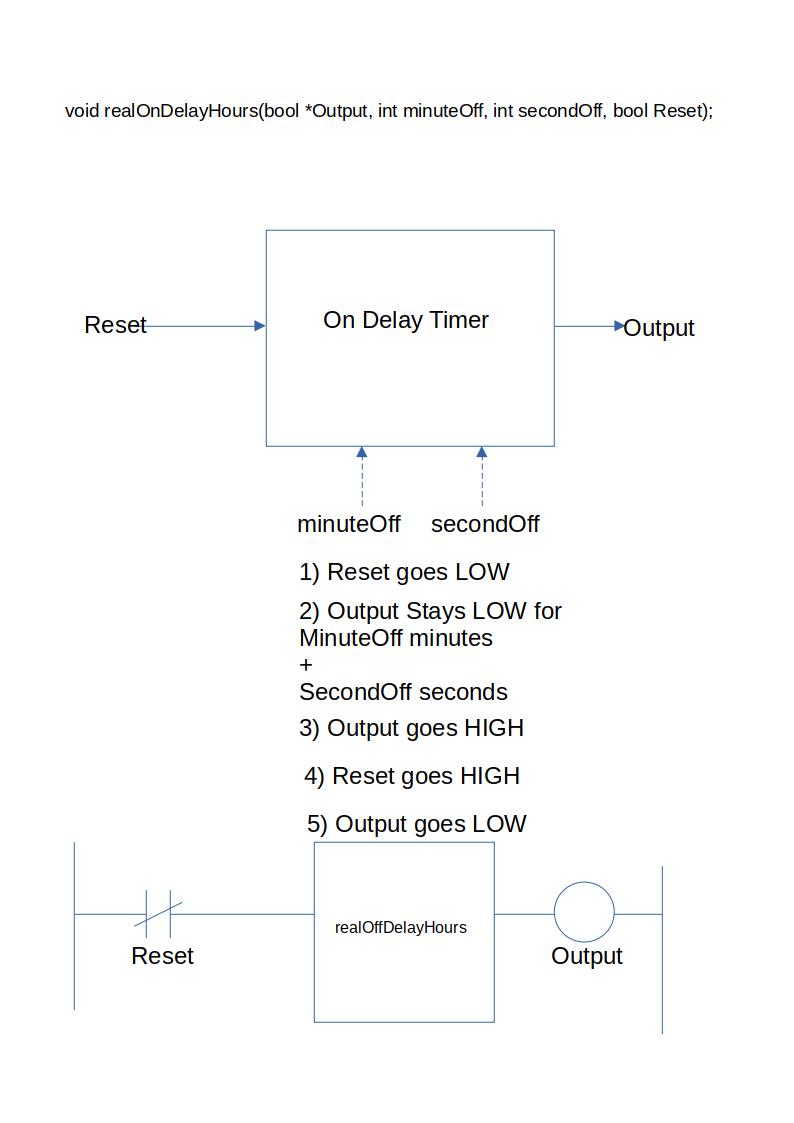 void realOnDelayHours(bool *Output, int minuteOff, int secondOff, bool Reset);
On Delay Timer
Reset
Output
minuteOff secondOff
1) Reset goes LOW
2) Output Stays LOW for
MinuteOff minutes
+
SecondOff seconds
3) Output goes HIGH
4) Reset goes HIGH
5) Output goes LOW
realOffDelayHours
Reset
Output